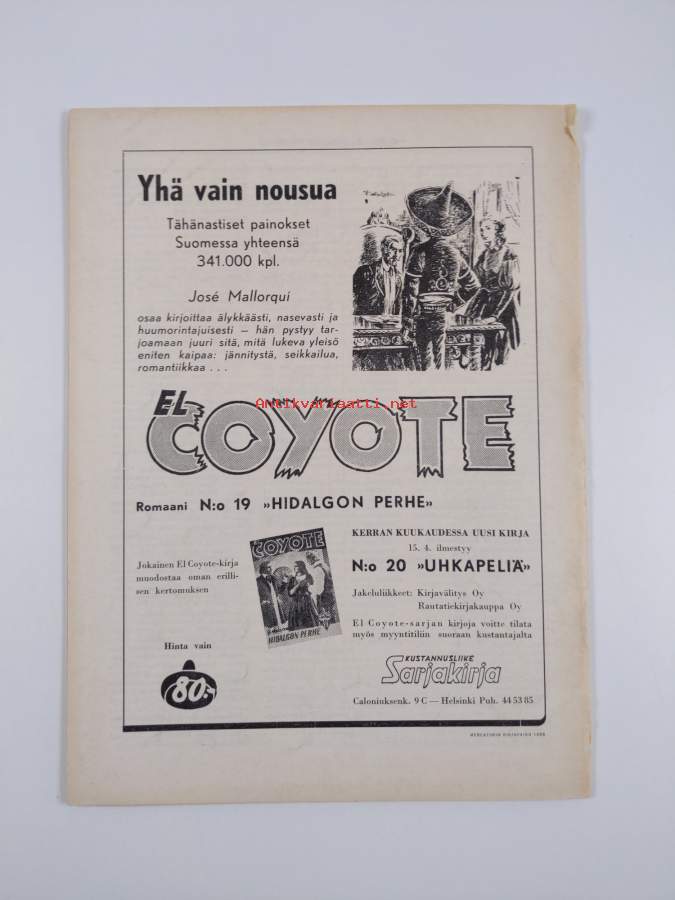 Yhä vain nousua
Tähänastiset painokset
Suomessa yhteensä
341.000 kpl.
José Mallorqui
osaa kirjoittaa älykkäästi, nasevasti ja
huumorintajuisesti — hän pystyy tar-
joamaan juuri sitä, mitä lukeva yleisö
eniten kaipaa: jännitystä, seikkailua,
romantiikkaa . . .
Antikvariaatti.net
EL
COYOTE
Romaani N:o 19 »HIDALGON PERHE»
Jokainen El Coyote-kirja
muodostaa oman erilli-
sen kertomuksen
Hinta vain
80:-
COYOTE
HIDALGON PERHE
KERRAN KUUKAUDESSA UUSI KIRJA
15. 4. ilmestyy
N:o 20 »UHKAPELIÄ»
Jakeluliikkeet: Kirjavälitys Oy
Rautatiekirjakauppa Oy
El Coyote-sarjan kirjoja voitte tilata
myös myyntitiliin suoraan kustantajalta
KUSTANNUSLIIKE
Sarjakirja
Caloniuksenk. 9 C — Helsinki Puh. 44 53 85